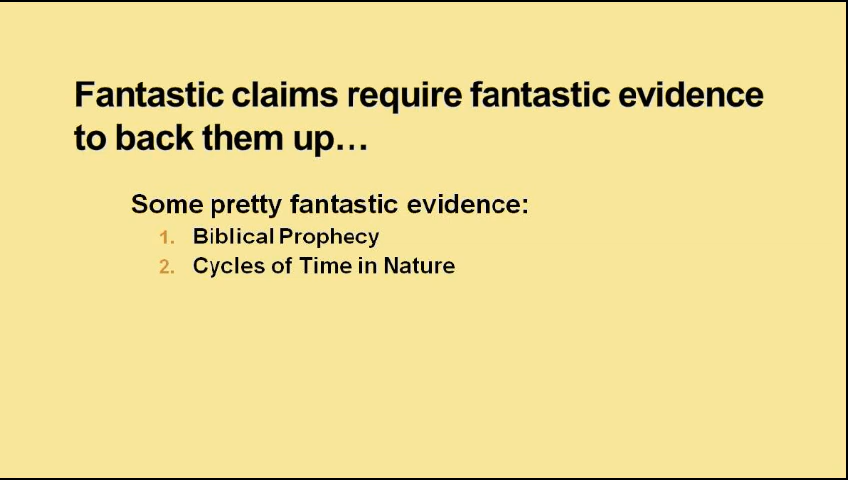 Fantastic claims require fantastic evidence
to back them up…
Some pretty fantastic evidence:
1. Biblical Prophecy
2. Cycles of Time in Nature